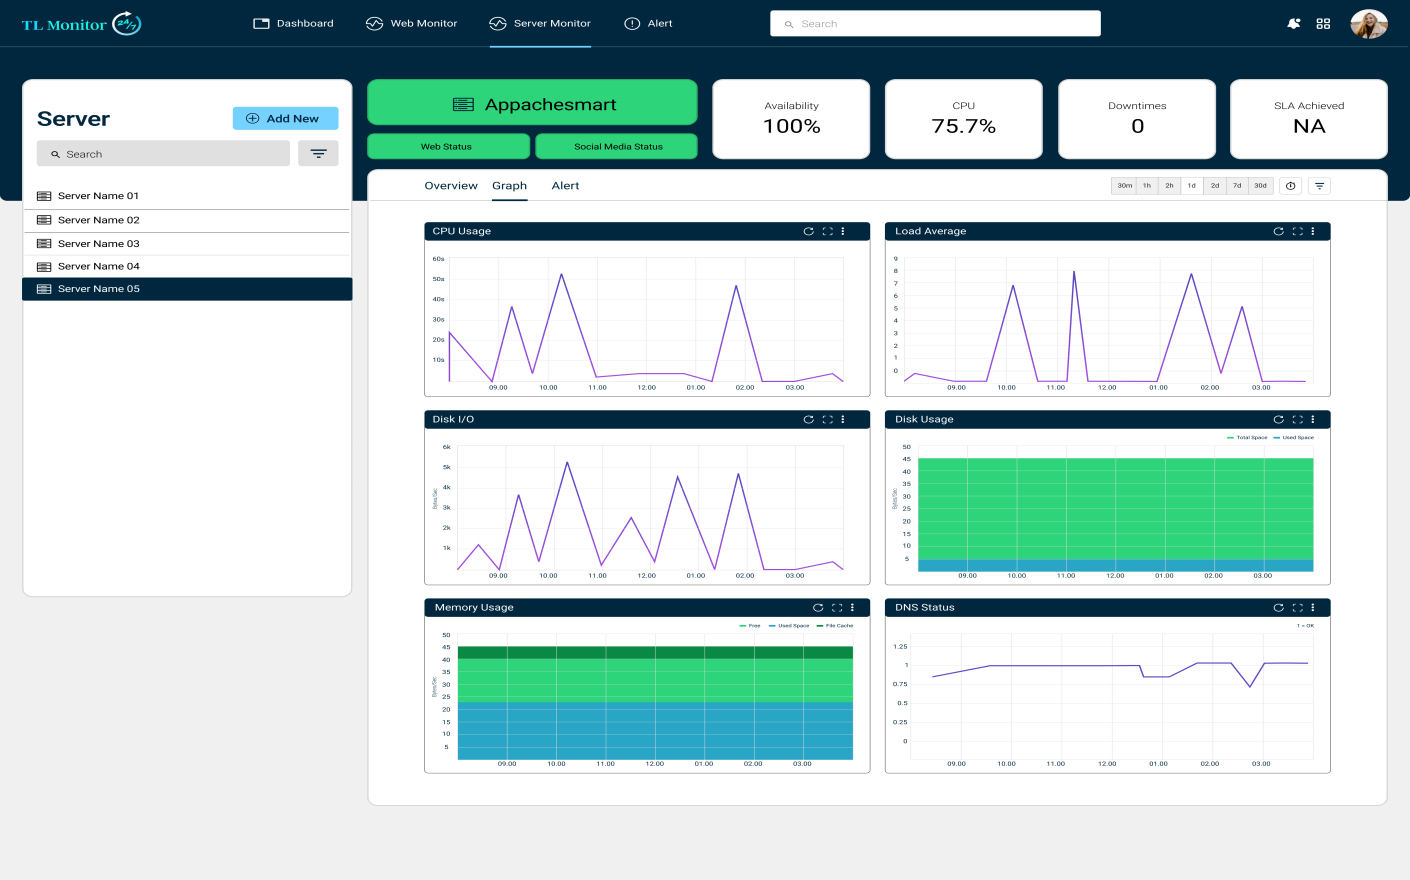 TL Monitor 24/7
Dashboard
Web Monitor
Server Monitor
Alert
Search
Server
Add New
Search
Server Name 01
Server Name 02
Server Name 03
Server Name 04
Server Name 05
Appachesmart
Web Status
Social Media Status
Availability
100%
CPU
75.7%
Downtimes
0
SLA Achieved
NA
Overview Graph Alert
30m 1h 2h 1d 2d 7d 30d
CPU Usage
60s
50s
40s
30s
20s
10s
09.00 10.00 11.00 12.00 01.00 02.00 03.00
Load Average
9
8
7
6
5
4
3
2
1
0
09.00 10.00 11.00 12.00 01.00 02.00 03.00
Disk I/O
Bytes/Sec
6k
5k
4k
3k
2k
1k
09.00 10.00 11.00 12.00 01.00 02.00 03.00
Disk Usage
Total Space Used Space
Bytes/Sec
50
45
40
35
30
25
20
15
10
5
09.00 10.00 11.00 12.00 01.00 02.00 03.00
Memory Usage
Free Used Space File Cache
Bytes/Sec
50
45
40
35
30
25
20
15
10
5
09.00 10.00 11.00 12.00 01.00 02.00 03.00
DNS Status
1 = OK
1.25
1
0.75
0.5
0.25
0
09.00 10.00 11.00 12.00 01.00 02.00 03.00